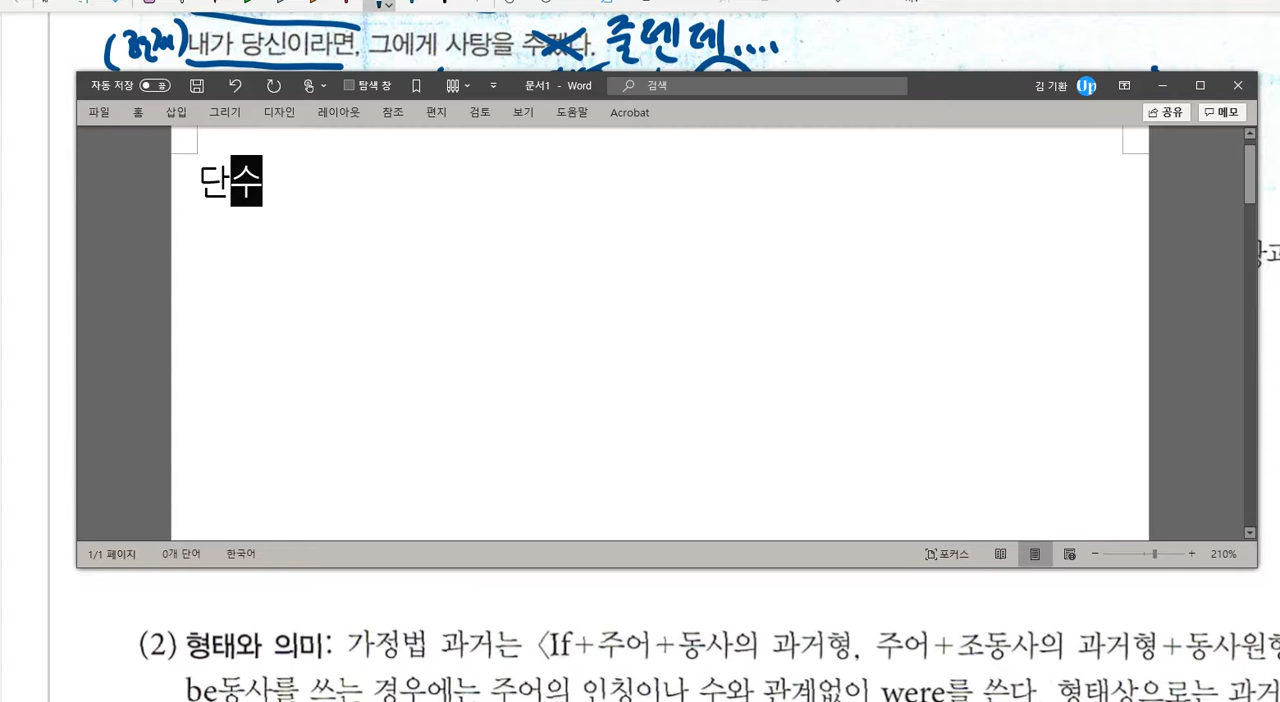 (현재) 내가 당신이라면, 그에게 사탕을 주겠다. 줄텐데....
자동 저장 끔 탐색 창 문서1 - Word 검색 김 기환 Up
파일 홈 삽입 그리기 디자인 레이아웃 참조 편지 검토 보기 도움말 Acrobat 공유 메모
단수
1/1 페이지 0개 단어 한국어 포커스 210%
(2) 형태와 의미: 가정법 과거는 〈If+주어+동사의 과거형, 주어+조동사의 과거형+동사원형
be동사를 쓰는 경우에는 주어의 인칭이나 수와 관계없이 were를 쓴다. 형태상으로는 과거